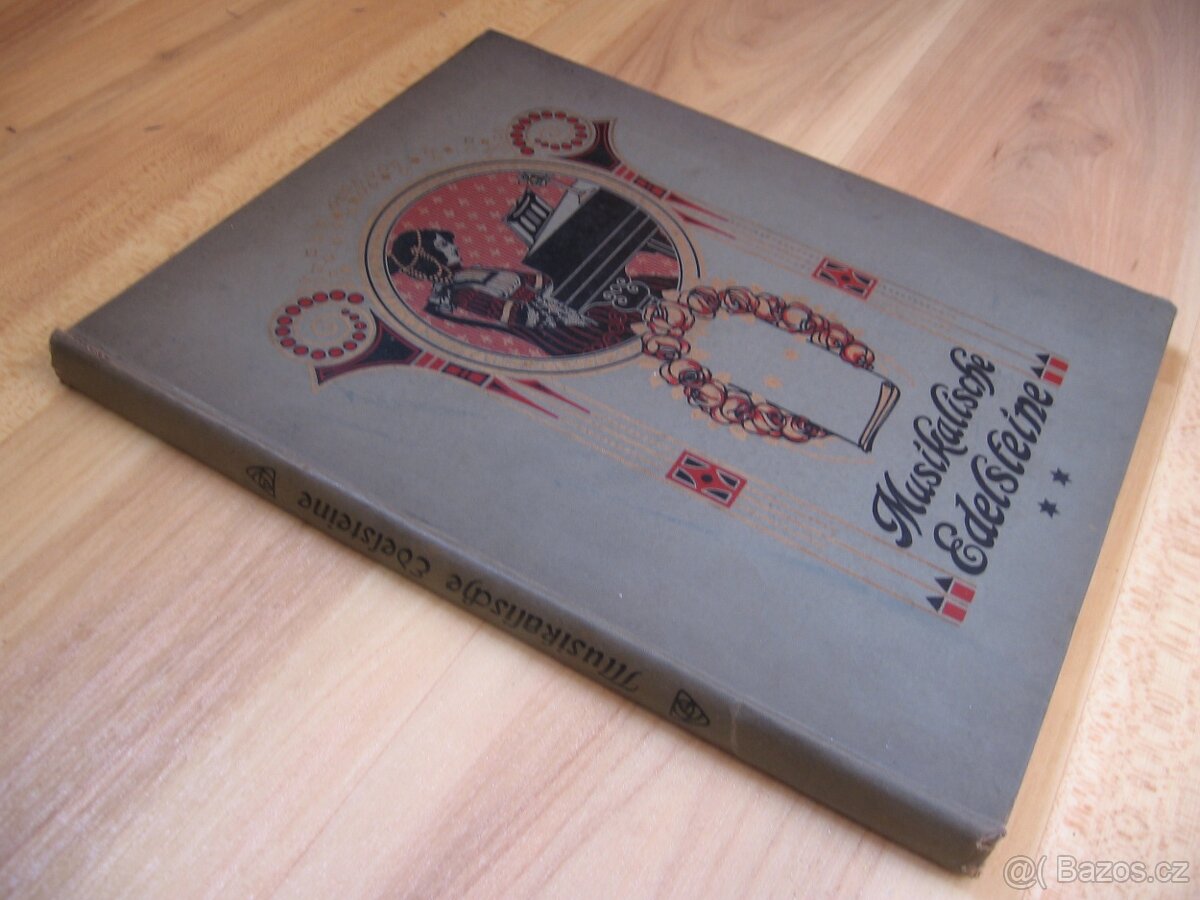 Musikalische
Edelsteine
Musikalische Edelsteine
@( Bazos.cz